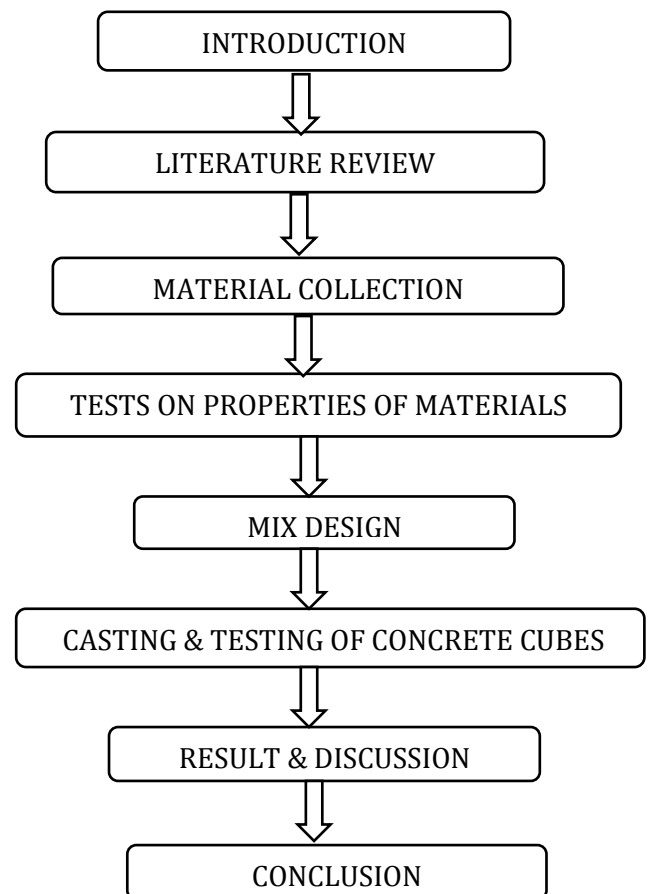 INTRODUCTION
LITERATURE REVIEW
MATERIAL COLLECTION
TESTS ON PROPERTIES OF MATERIALS
MIX DESIGN
CASTING & TESTING OF CONCRETE CUBES
RESULT & DISCUSSION
CONCLUSION